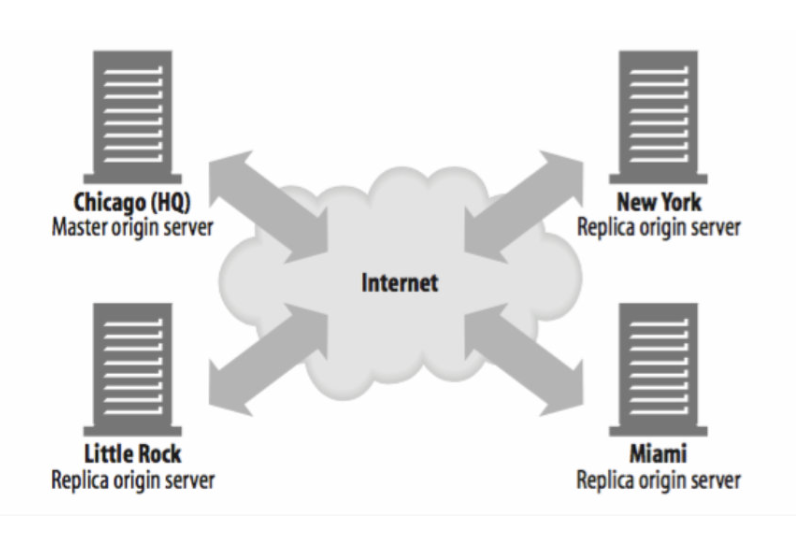 Chicago (HQ)
Master origin server
New York
Replica origin server
Internet
Little Rock
Replica origin server
Miami
Replica origin server